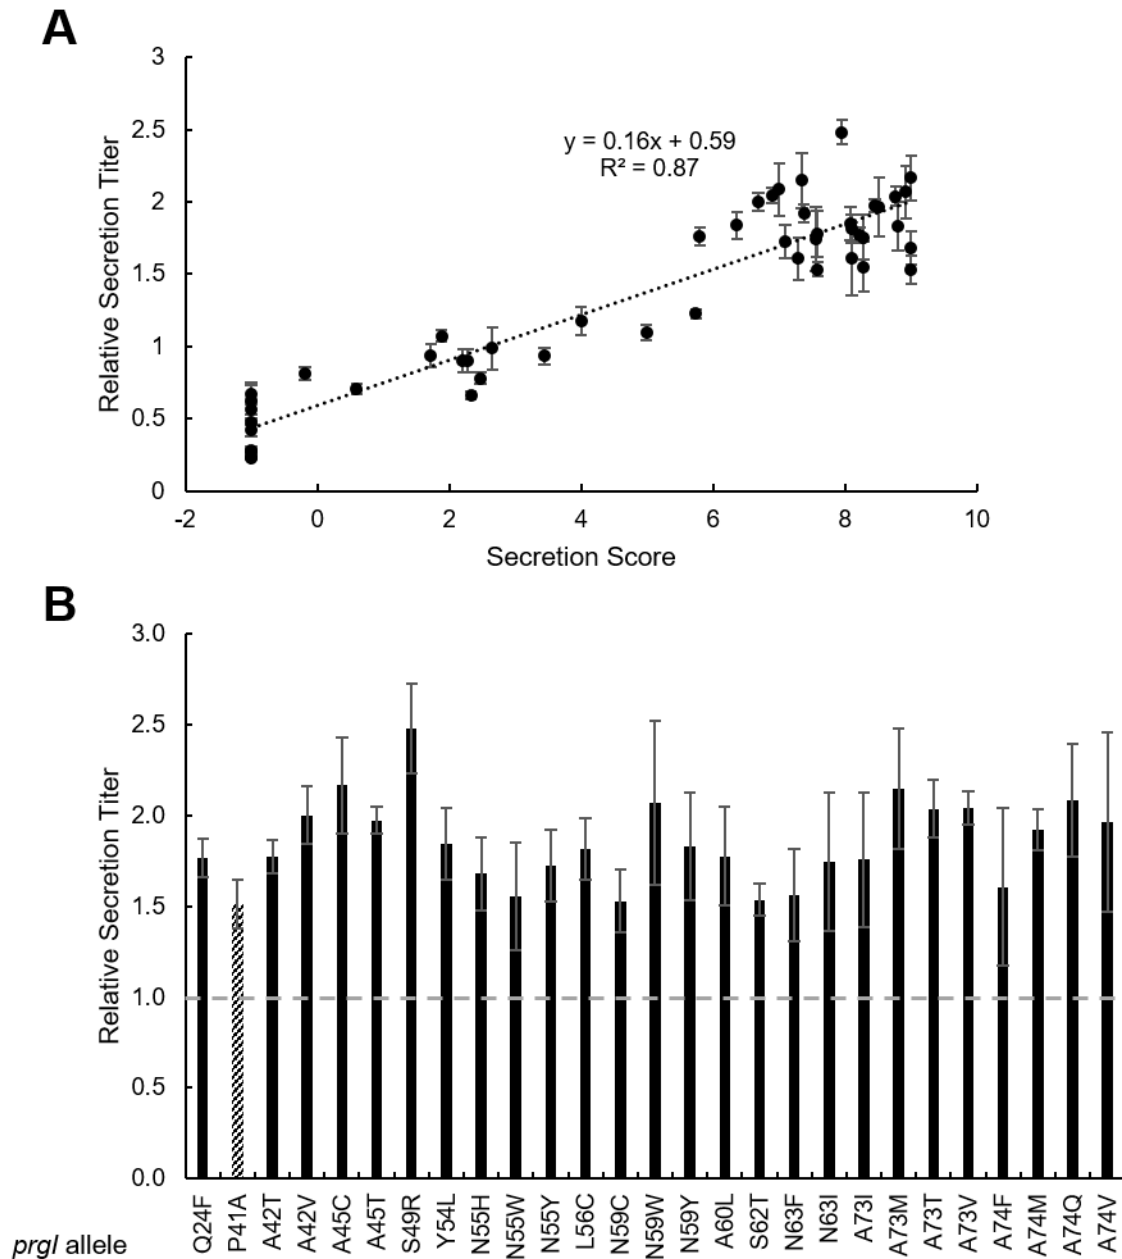 A
3
2.5
2
1.5
1
0.5
0
Relative Secretion Titer
y = 0.16x + 0.59
R² = 0.87
-2 0 2 4 6 8 10
Secretion Score
B
3.0
2.5
2.0
1.5
1.0
0.5
0.0
Relative Secretion Titer
prgI allele
Q24F
P41A
A42T
A42V
A45C
A45T
S49R
Y54L
N55H
N55W
N55Y
L56C
N59C
N59W
N59Y
A60L
S62T
N63F
N63I
A73I
A73M
A73T
A73V
A74F
A74M
A74Q
A74V